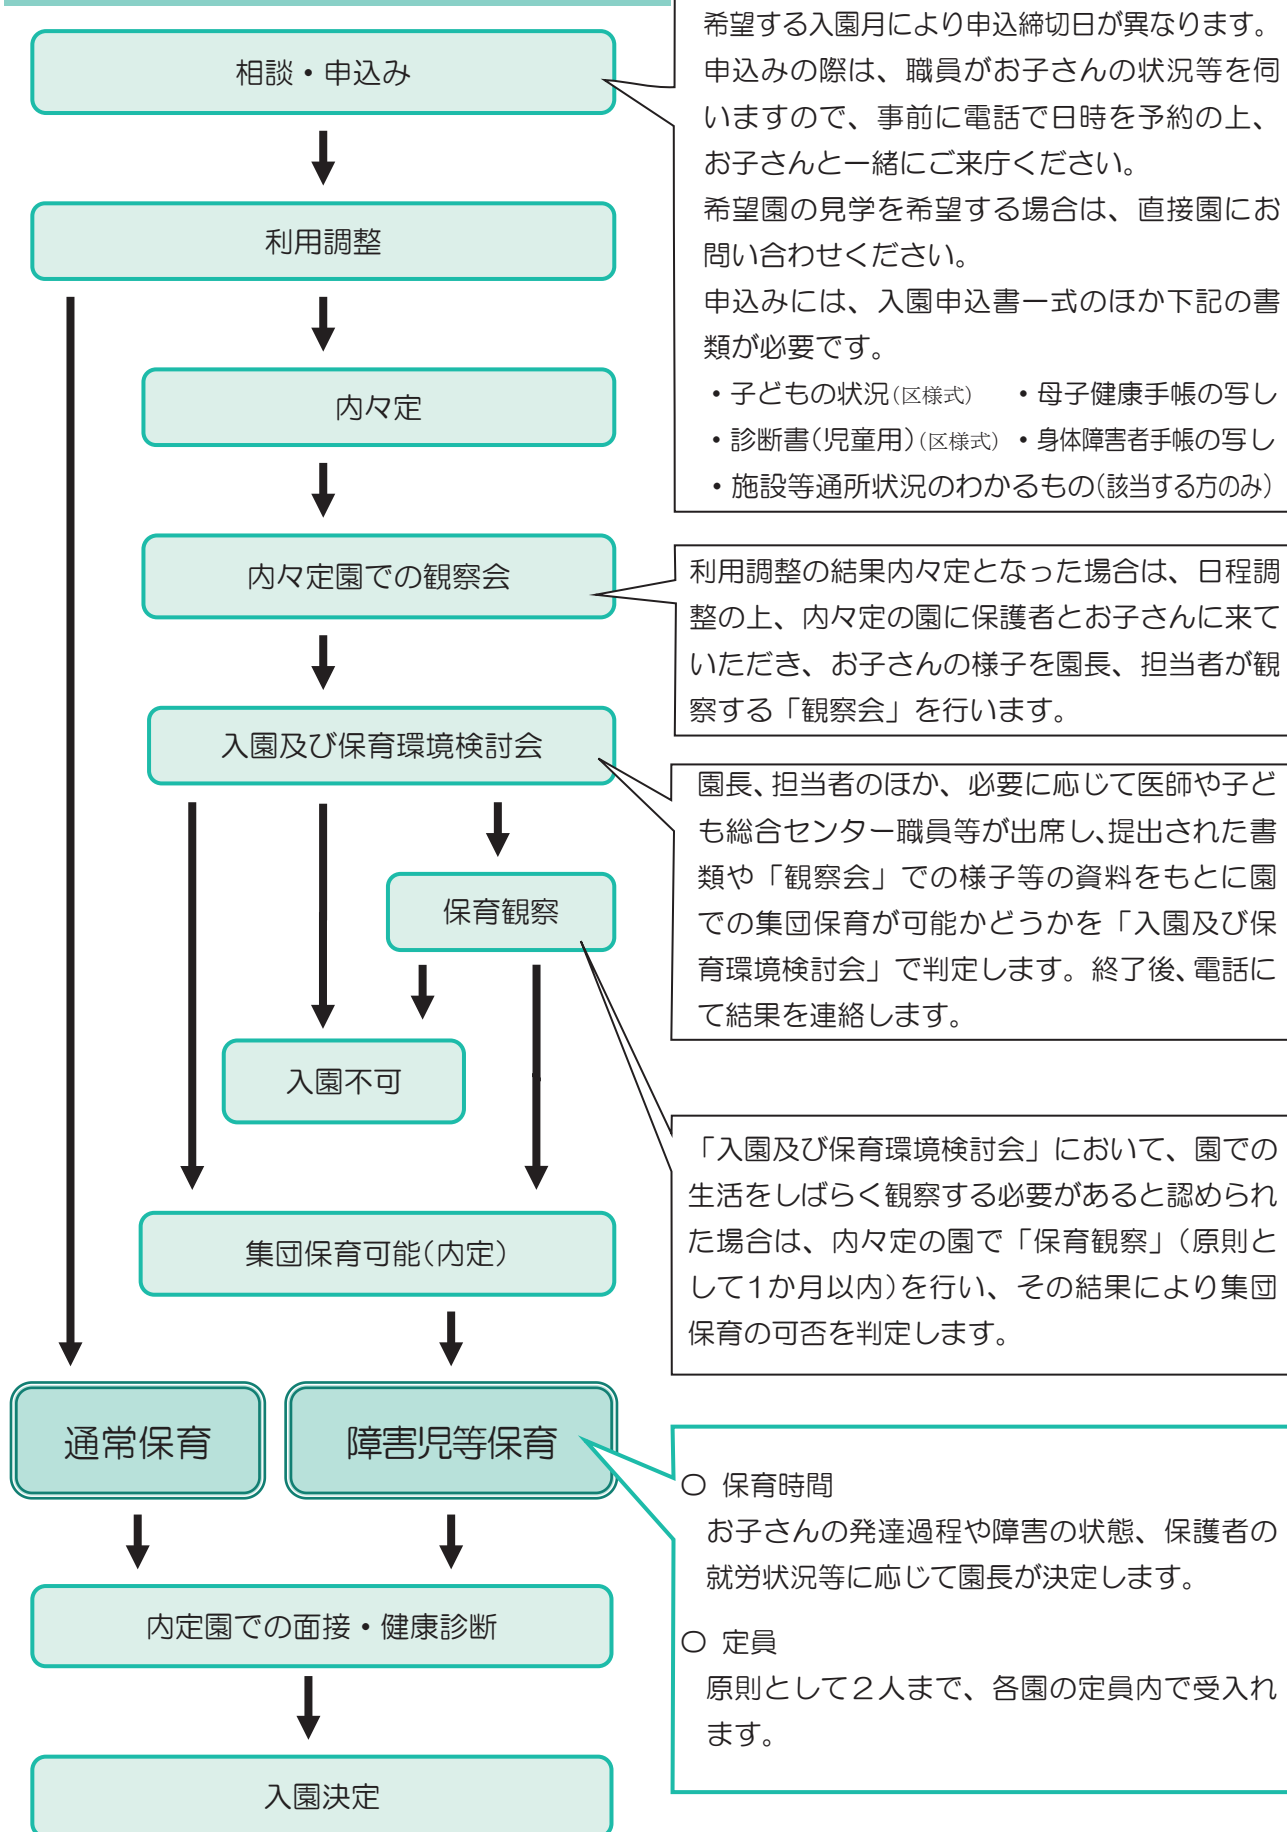 相談・申込み
利用調整
内々定
内々定園での観察会
入園及び保育環境検討会
保育観察
入園不可
集団保育可能(内定)
通常保育
障害児等保育
内定園での面接・健康診断
入園決定
希望する入園月により申込締切日が異なります。
申込みの際は、職員がお子さんの状況等を伺
いますので、事前に電話で日時を予約の上、
お子さんと一緒にご来庁ください。
希望園の見学を希望する場合は、直接園にお
問い合わせください。
申込みには、入園申込書一式のほか下記の書
類が必要です。
・子どもの状況(区様式) ・母子健康手帳の写し
・診断書(児童用)(区様式) ・身体障害者手帳の写し
・施設等通所状況のわかるもの(該当する方のみ)
利用調整の結果内々定となった場合は、日程調
整の上、内々定の園に保護者とお子さんに来て
いただき、お子さんの様子を園長、担当者が観
察する「観察会」を行います。
園長、担当者のほか、必要に応じて医師や子ど
も総合センター職員等が出席し、提出された書
類や「観察会」での様子等の資料をもとに園
での集団保育が可能かどうかを「入園及び保
育環境検討会」で判定します。終了後、電話に
て結果を連絡します。
「入園及び保育環境検討会」において、園での
生活をしばらく観察する必要があると認められ
た場合は、内々定の園で「保育観察」(原則と
して1か月以内)を行い、その結果により集団
保育の可否を判定します。
○ 保育時間
お子さんの発達過程や障害の状態、保護者の
就労状況等に応じて園長が決定します。
○ 定員
原則として2人まで、各園の定員内で受入れ
ます。